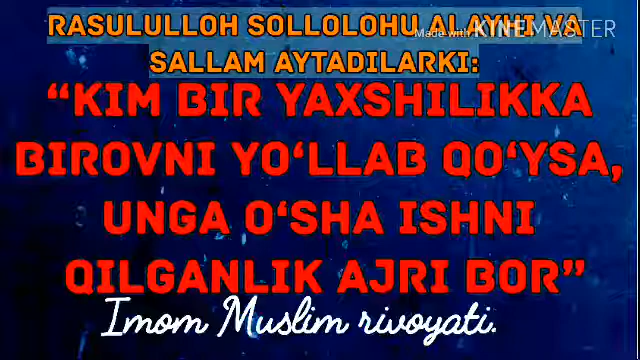 RASULULLOH SOLLOLOHU ALAYHI VA
Made with KINEMASTER
SALLAM AYTADILARKI:
“KIM BIR YAXSHILIKKA
BIROVNI YO‘LLAB QO‘YSA,
UNGA O‘SHA ISHNI
QILGANLIK AJRI BOR”
Imom Muslim rivoyati.